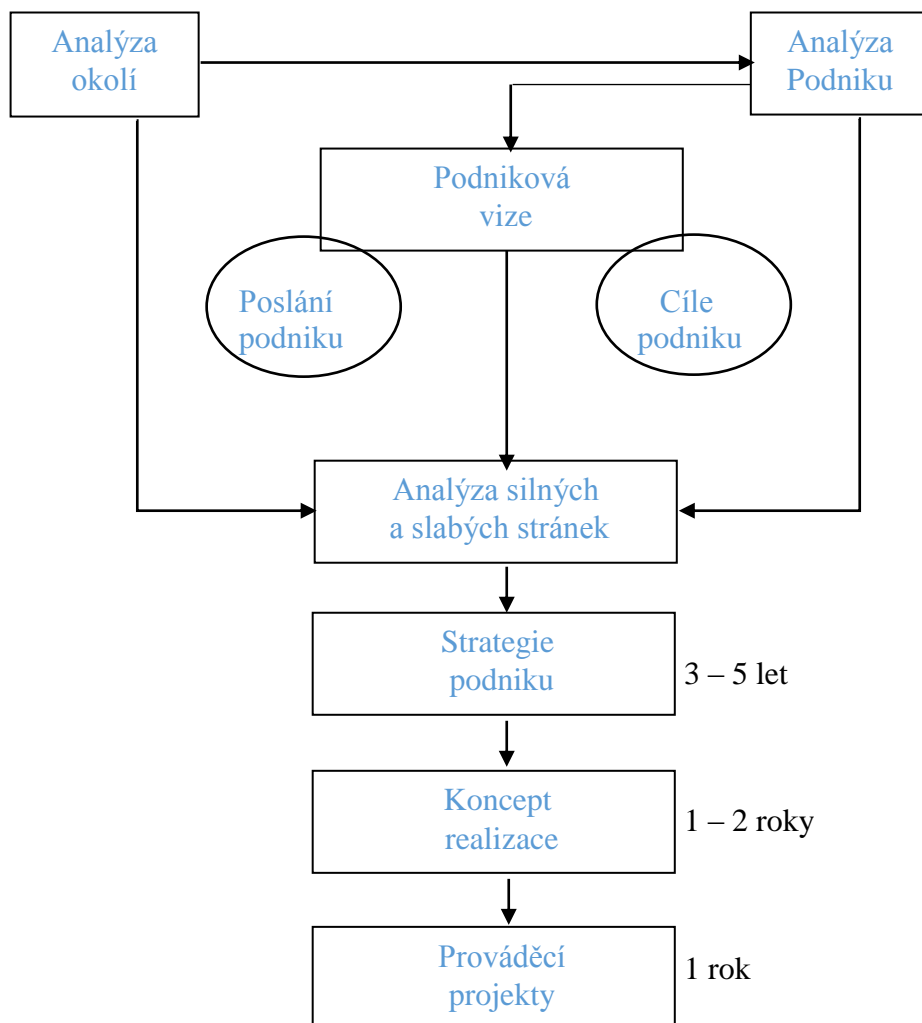 Analýza
okolí
Analýza
Podniku
Podniková
vize
Poslání
podniku
Cíle
podniku
Analýza silných
a slabých stránek
Strategie
podniku
3 – 5 let
Koncept
realizace
1 – 2 roky
Prováděcí
projekty
1 rok